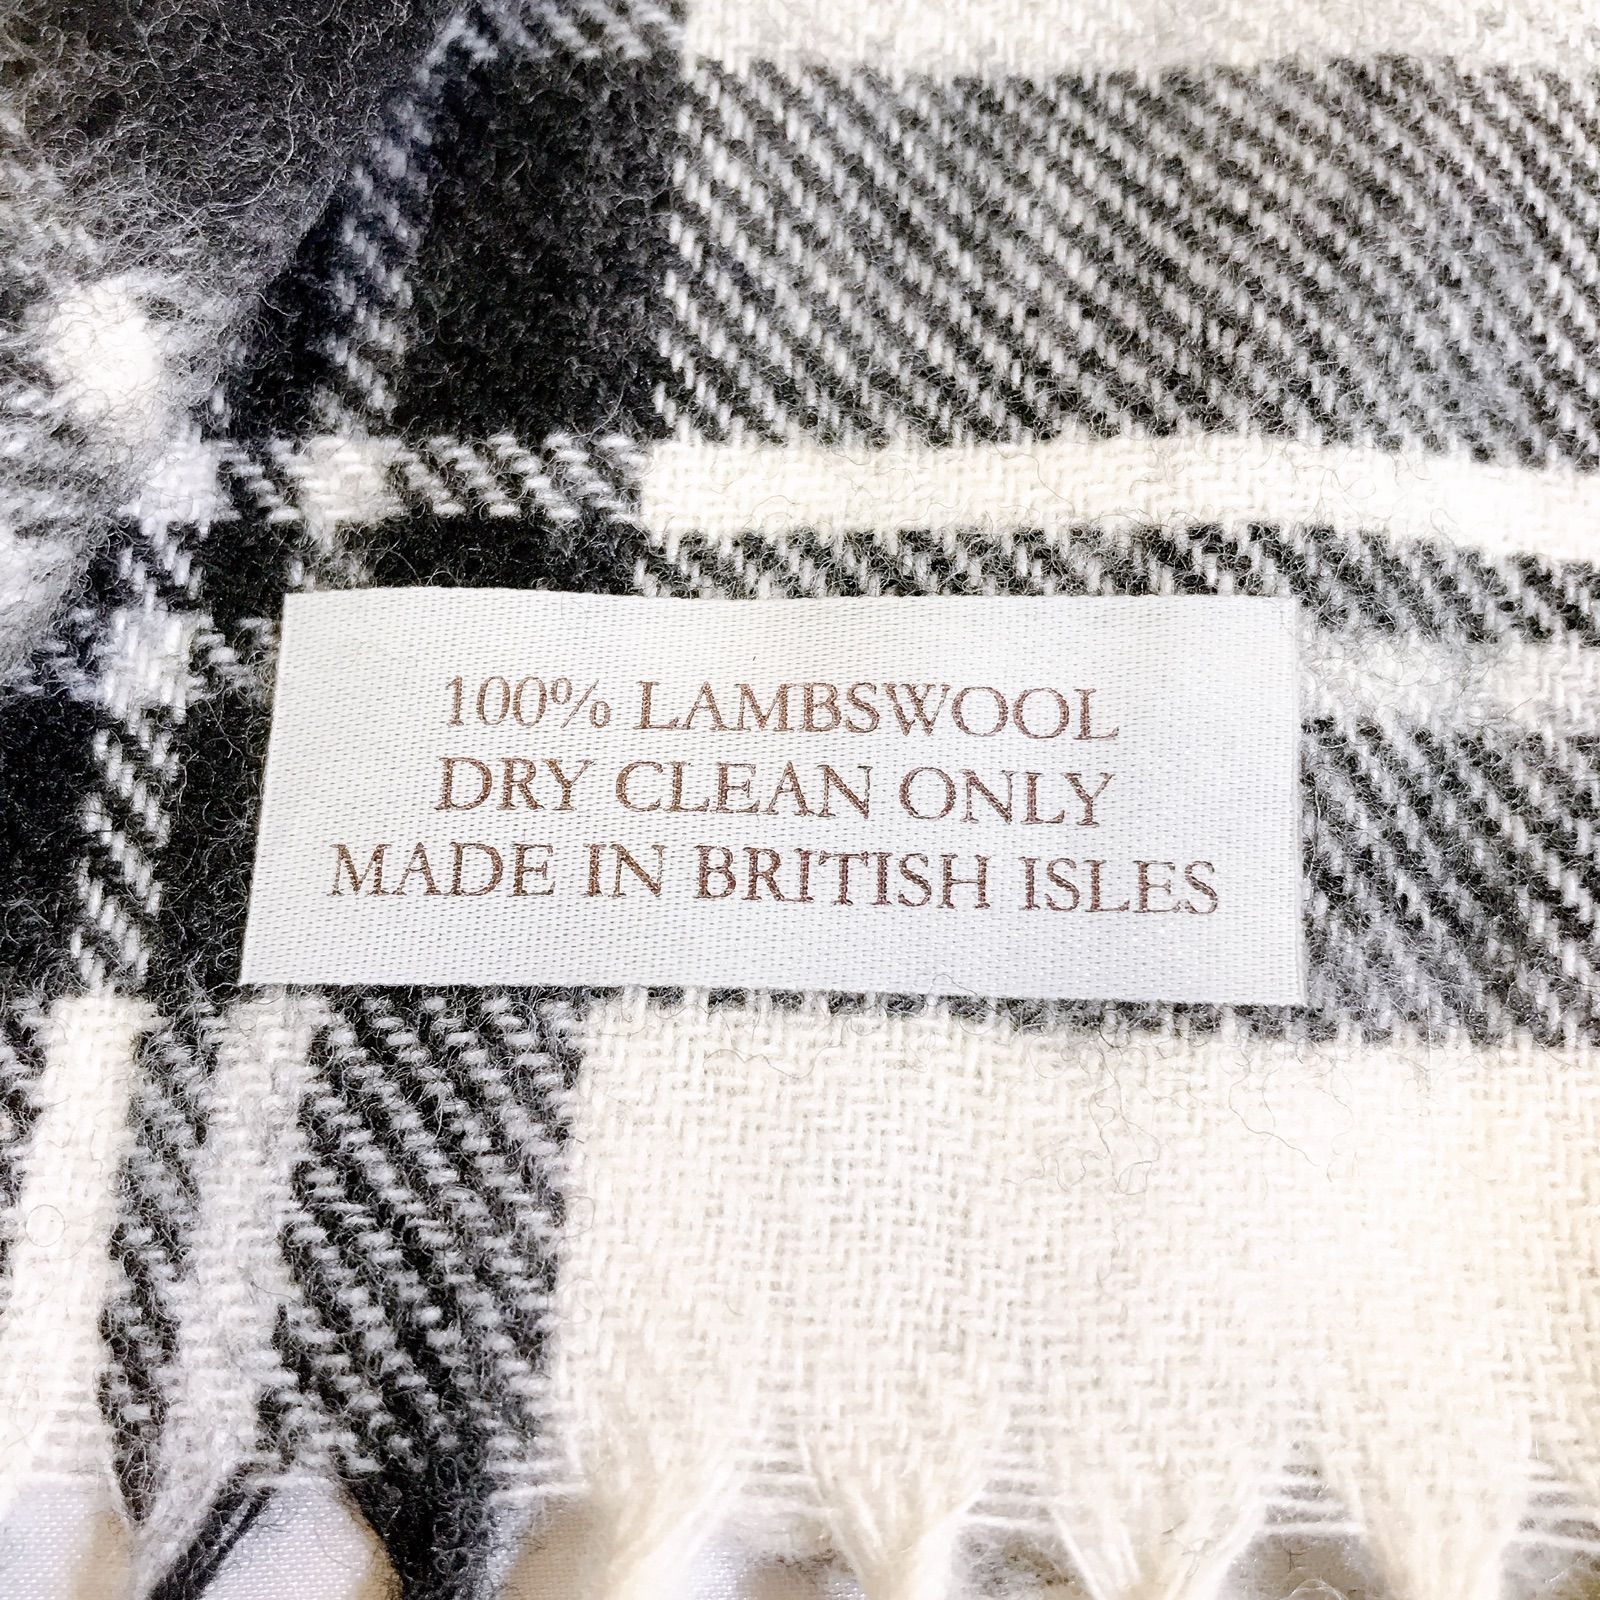 100% LAMBSWOOL
DRY CLEAN ONLY
MADE IN BRITISH ISLES